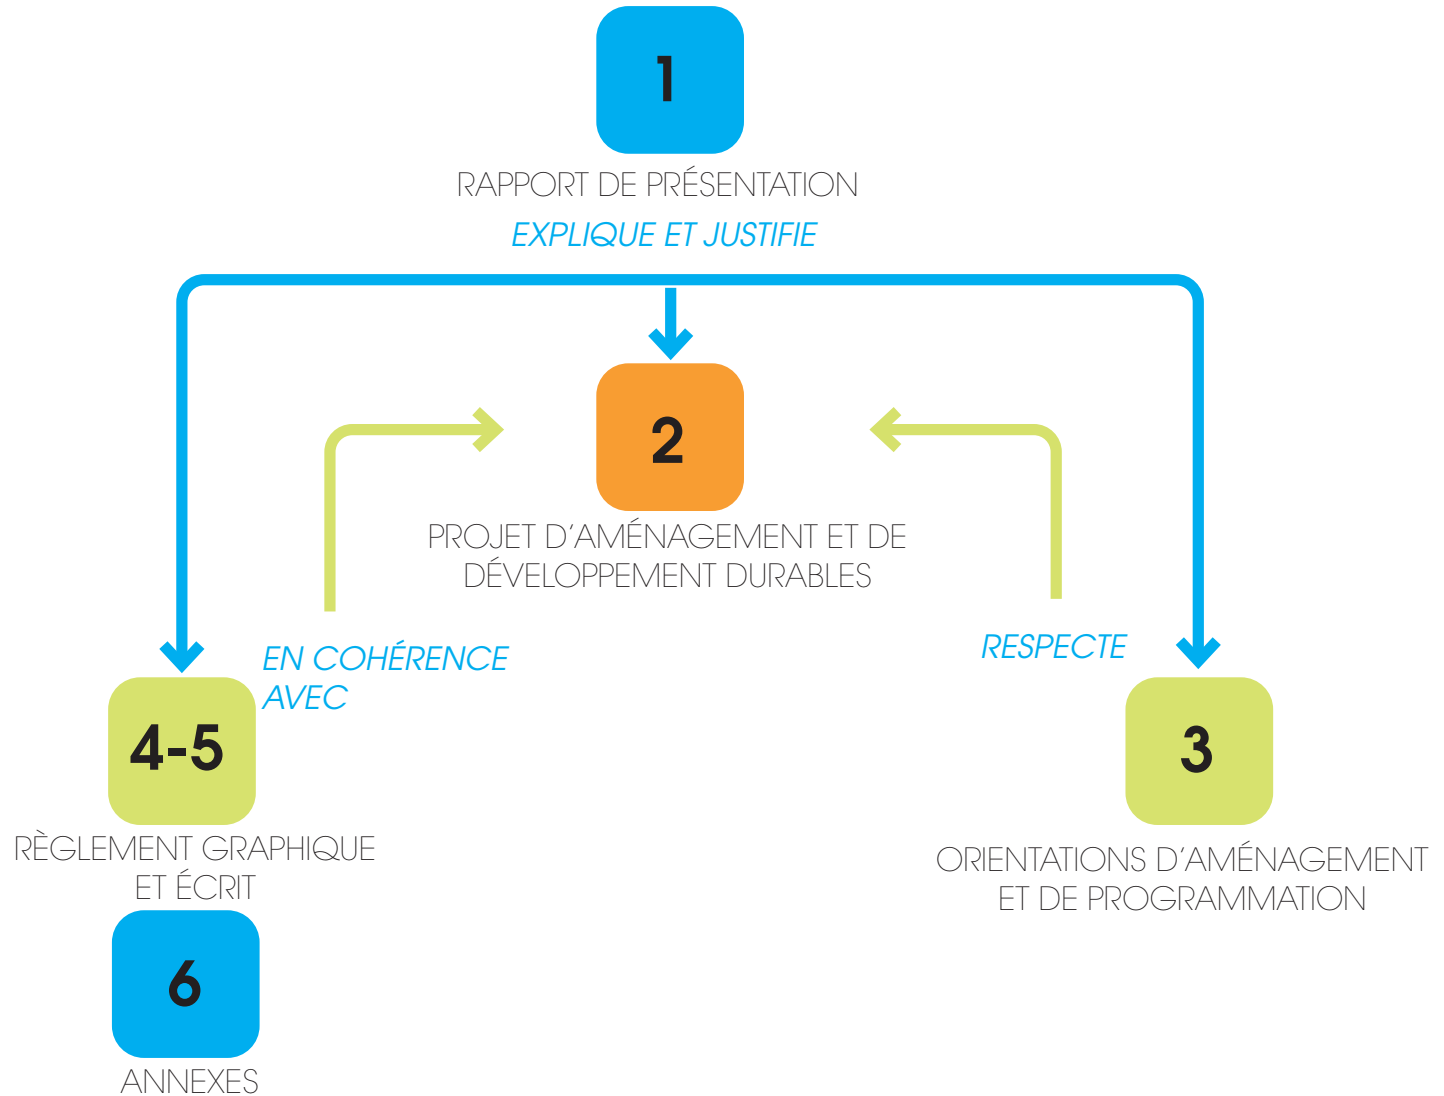 1
RAPPORT DE PRÉSENTATION
EXPLIQUE ET JUSTIFIE
2
PROJET D'AMÉNAGEMENT ET DE
DÉVELOPPEMENT DURABLES
EN COHÉRENCE
AVEC
RESPECTE
4-5
RÈGLEMENT GRAPHIQUE
ET ÉCRIT
3
ORIENTATIONS D'AMÉNAGEMENT
ET DE PROGRAMMATION
6
ANNEXES